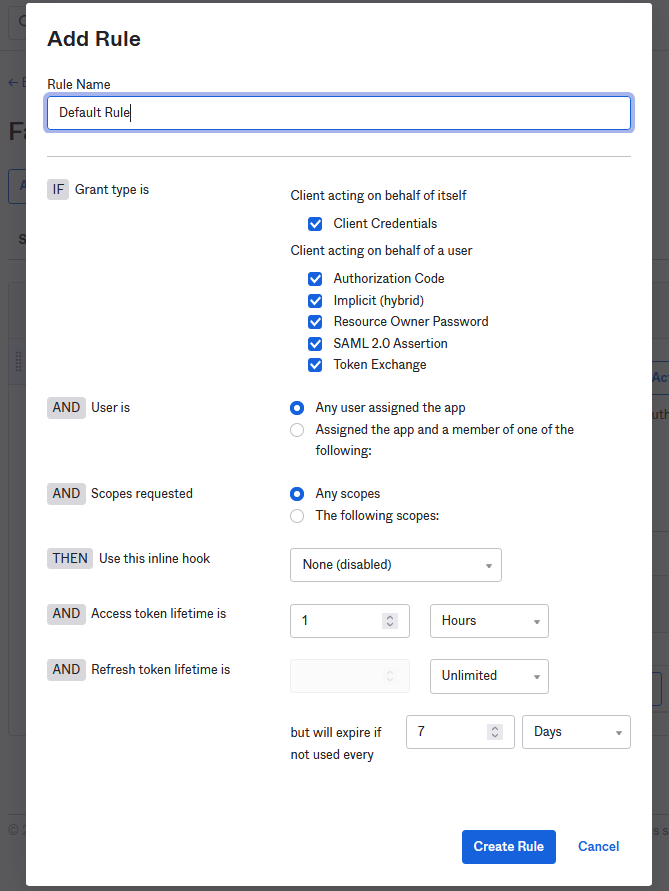 Add Rule
Rule Name
Default Rule
IF Grant type is
Client acting on behalf of itself
Client Credentials
Client acting on behalf of a user
Authorization Code
Implicit (hybrid)
Resource Owner Password
SAML 2.0 Assertion
Token Exchange
AND User is
Any user assigned the app
Assigned the app and a member of one of the
following:
AND Scopes requested
Any scopes
The following scopes:
THEN Use this inline hook
None (disabled)
AND Access token lifetime is
1
Hours
AND Refresh token lifetime is
Unlimited
but will expire if
not used every
7
Days
Create Rule
Cancel